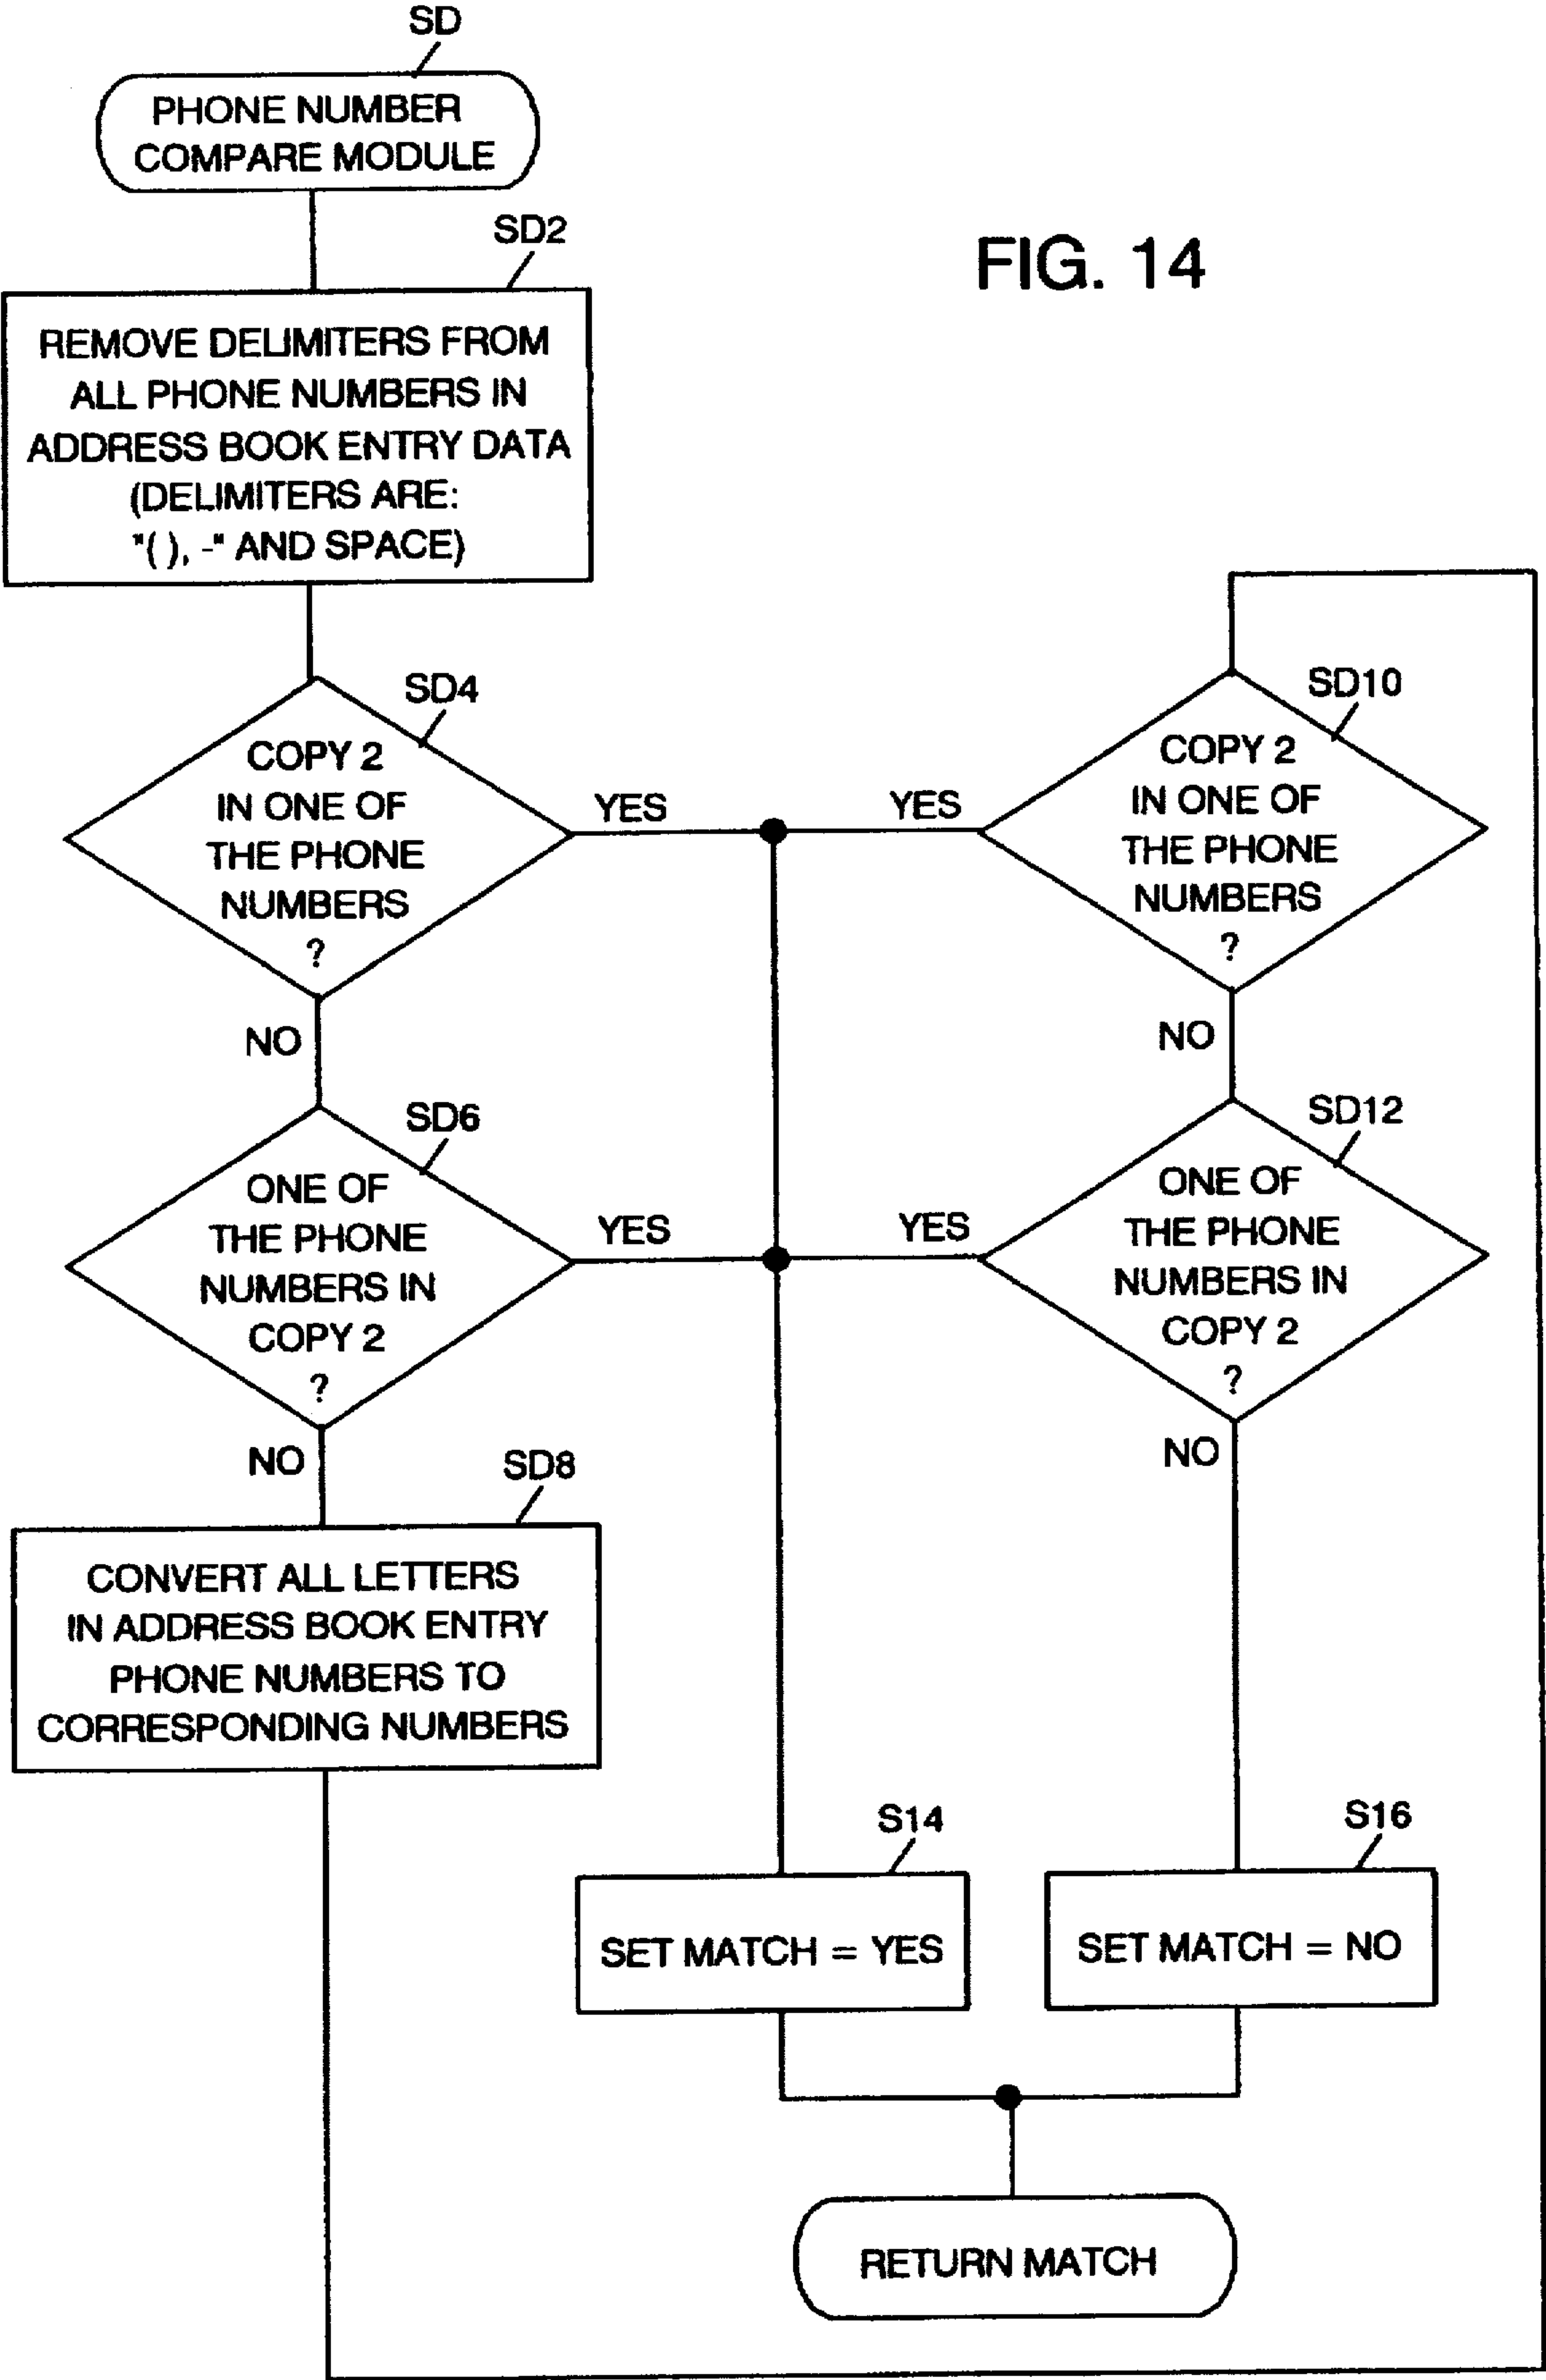 SD
PHONE NUMBER
COMPARE MODULE
SD2
FIG. 14
REMOVE DELIMITERS FROM
ALL PHONE NUMBERS IN
ADDRESS BOOK ENTRY DATA
(DELIMITERS ARE:
"( ), -" AND SPACE)
SD4
COPY 2
IN ONE OF
THE PHONE
NUMBERS
?
YES
NO
SD10
COPY 2
IN ONE OF
THE PHONE
NUMBERS
?
YES
NO
SD6
ONE OF
THE PHONE
NUMBERS IN
COPY 2
?
YES
NO
SD12
ONE OF
THE PHONE
NUMBERS IN
COPY 2
?
YES
NO
SD8
CONVERT ALL LETTERS
IN ADDRESS BOOK ENTRY
PHONE NUMBERS TO
CORRESPONDING NUMBERS
S14
SET MATCH = YES
S16
SET MATCH = NO
RETURN MATCH